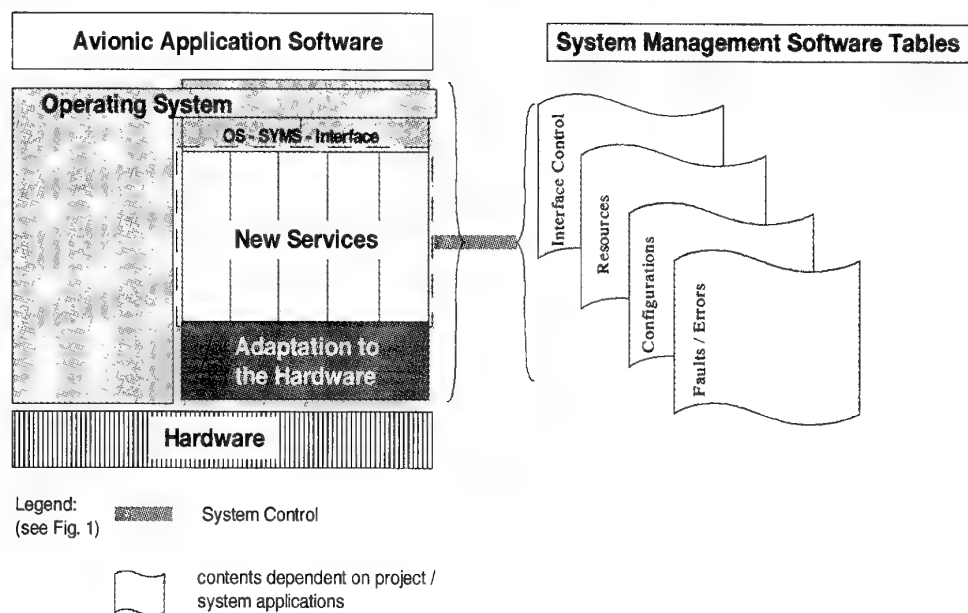 Avionic Application Software
System Management Software Tables
Operating System
OS - SYMS - Interface
New Services
Adaptation to
the Hardware
Hardware
Interface Control
Resources
Configurations
Faults / Errors
Legend:
(see Fig. 1)
System Control
contents dependent on project /
system applications